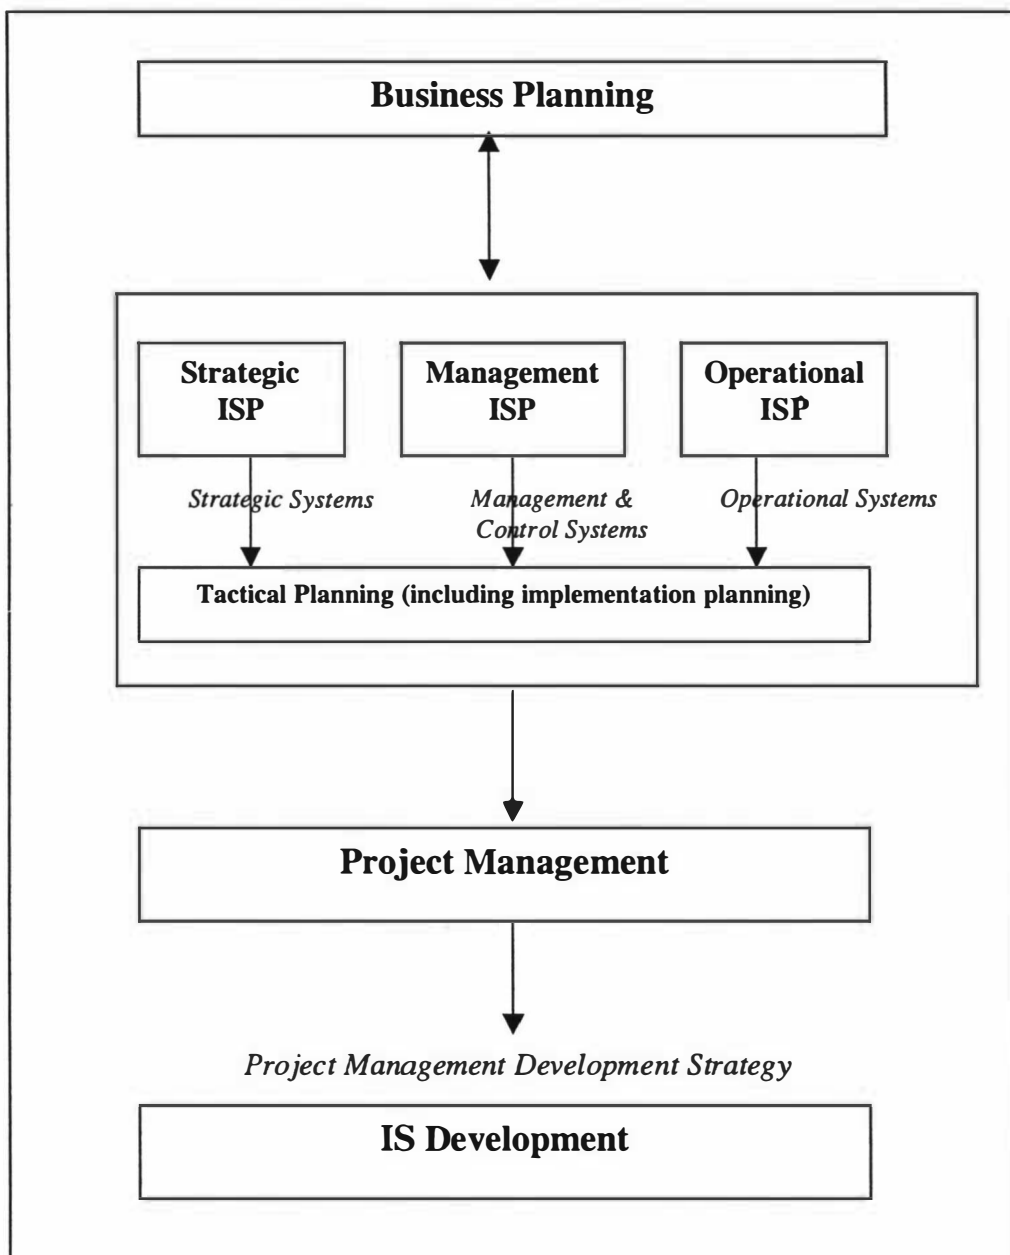 Business Planning
Strategic
ISP
Management
ISP
Operational
ISP
Strategic Systems
Management &
Control Systems
Operational Systems
Tactical Planning (including implementation planning)
Project Management
Project Management Development Strategy
IS Development